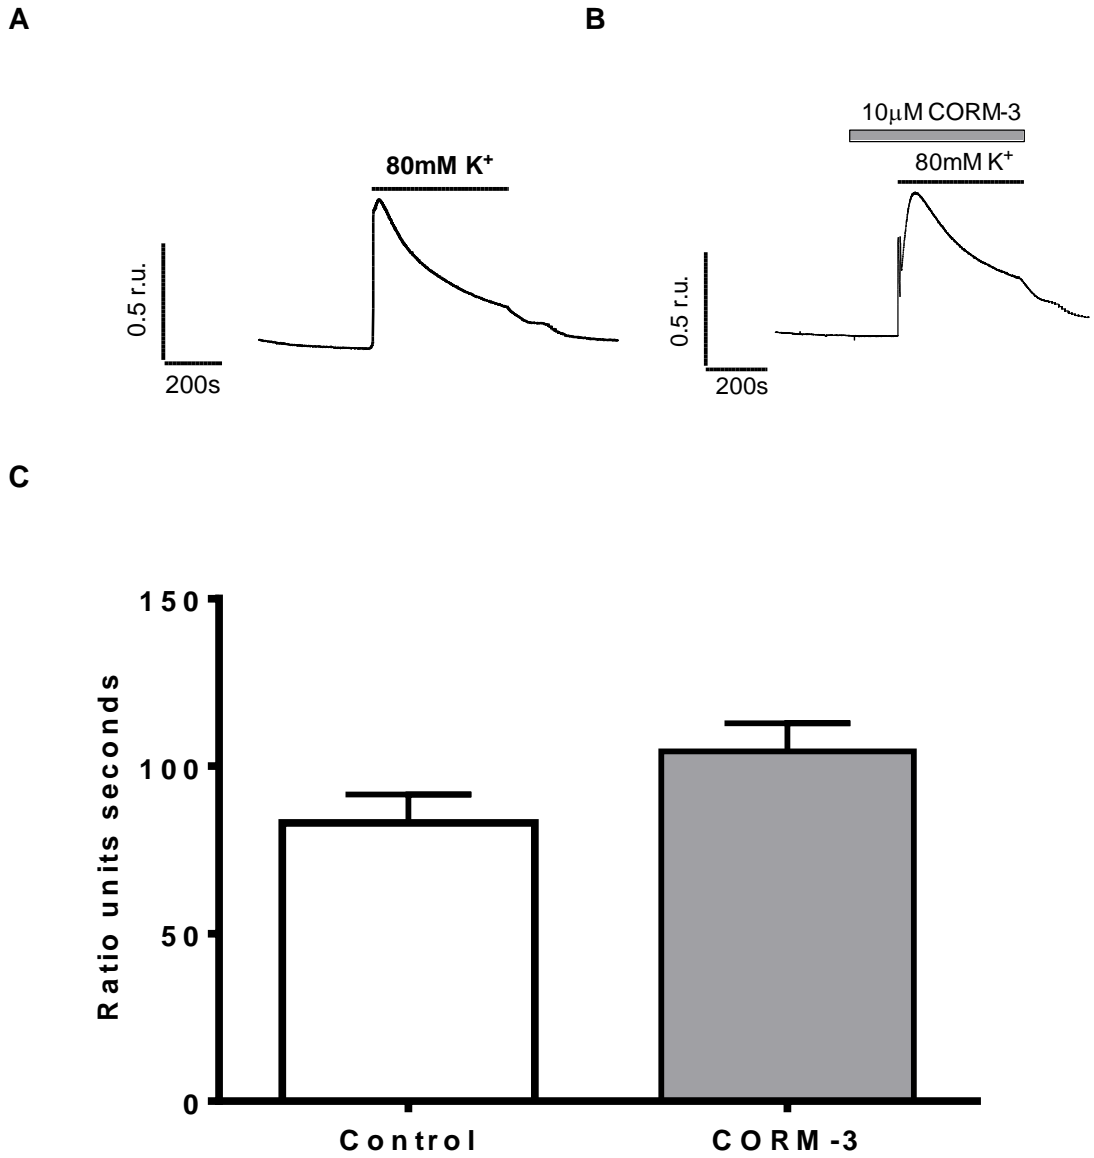 A
B
10μM CORM-3
80mM K⁺
80mM K⁺
0.5 r.u.
0.5 r.u.
200s
200s
C
150
100
50
0
Ratio units seconds
Control
CORM-3